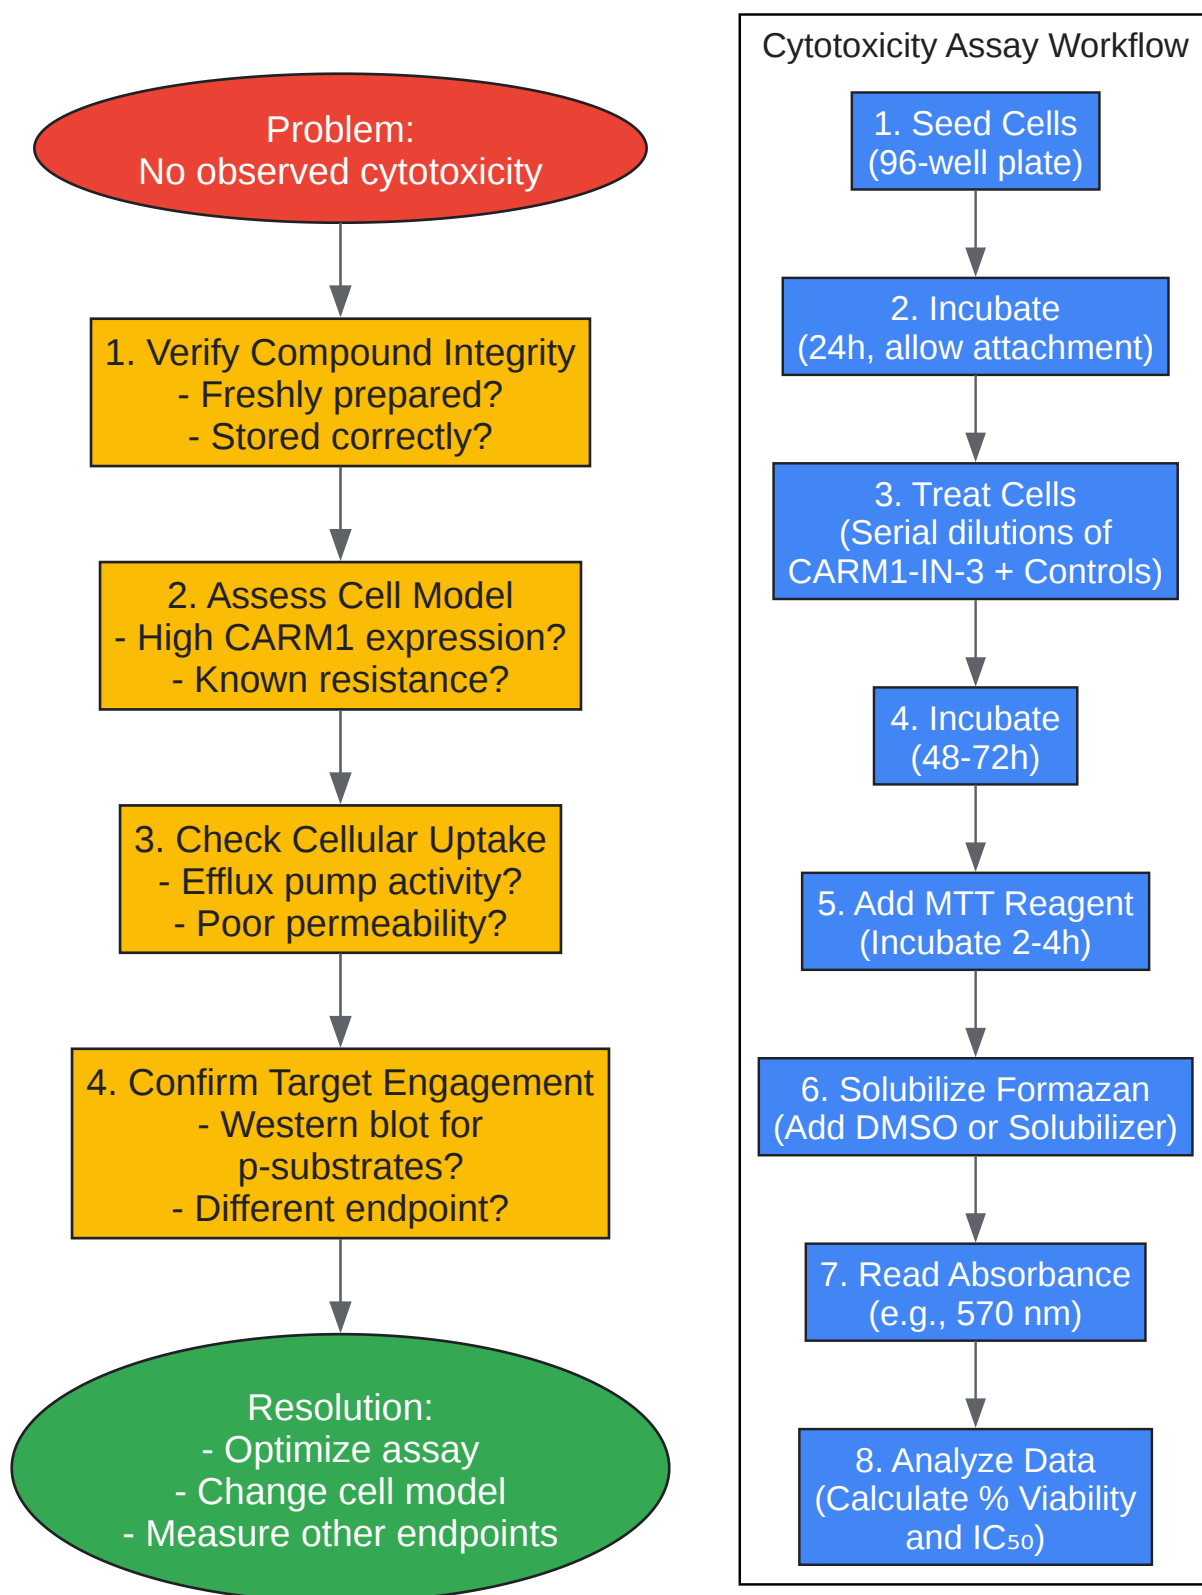 Problem:
No observed cytotoxicity
1. Verify Compound Integrity
- Freshly prepared?
- Stored correctly?
2. Assess Cell Model
- High CARM1 expression?
- Known resistance?
3. Check Cellular Uptake
- Efflux pump activity?
- Poor permeability?
4. Confirm Target Engagement
- Western blot for
p-substrates?
- Different endpoint?
Resolution:
- Optimize assay
- Change cell model
- Measure other endpoints
Cytotoxicity Assay Workflow
1. Seed Cells
(96-well plate)
2. Incubate
(24h, allow attachment)
3. Treat Cells
(Serial dilutions of
CARM1-IN-3 + Controls)
4. Incubate
(48-72h)
5. Add MTT Reagent
(Incubate 2-4h)
6. Solubilize Formazan
(Add DMSO or Solubilizer)
7. Read Absorbance
(e.g., 570 nm)
8. Analyze Data
(Calculate % Viability
and IC₅₀)